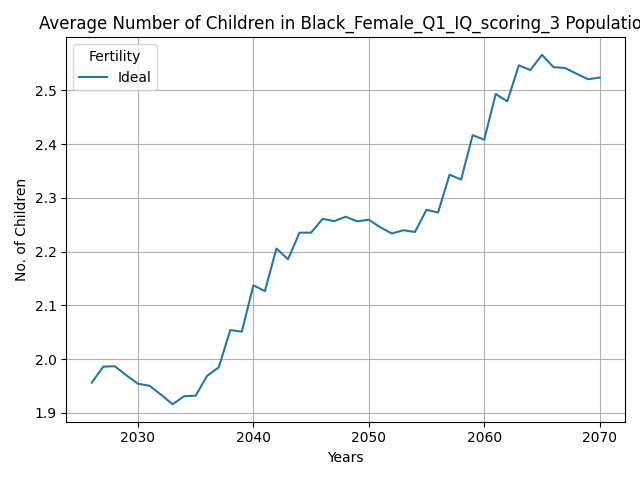 Average Number of Children in Black_Female_Q1_IQ_scoring_3 Populatio
Fertility
Ideal
No. of Children
2.5
2.4
2.3
2.2
2.1
2.0
1.9
2030 2040 2050 2060 2070
Years